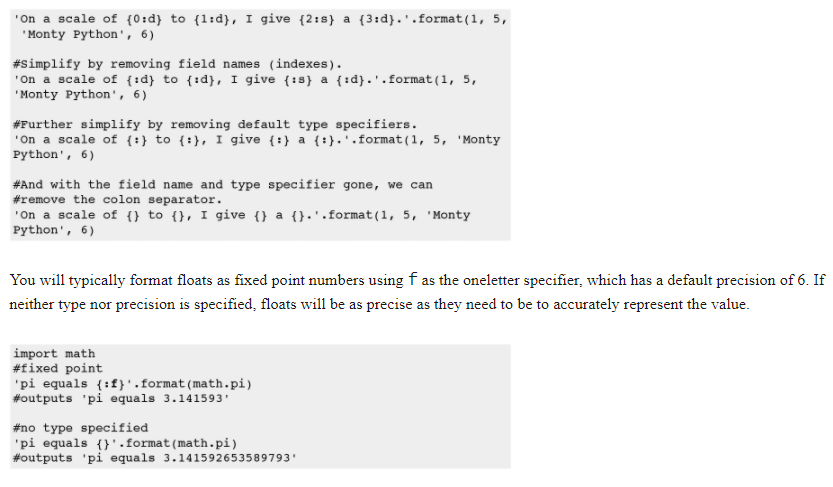 'On a scale of {0:d} to {1:d}, I give {2:s} a {3:d}.'.format(1, 5,
'Monty Python', 6)
#Simplify by removing field names (indexes).
'On a scale of {:d} to {:d}, I give {:s} a {:d}.'.format(1, 5,
'Monty Python', 6)
#Further simplify by removing default type specifiers.
'On a scale of {:} to {:}, I give {:} a {:}.'.format(1, 5, 'Monty
Python', 6)
#And with the field name and type specifier gone, we can
#remove the colon separator.
'On a scale of {} to {}, I give {} a {}.'.format(1, 5, 'Monty
Python', 6)
You will typically format floats as fixed point numbers using f as the oneletter specifier, which has a default precision of 6. If
neither type nor precision is specified, floats will be as precise as they need to be to accurately represent the value.
import math
#fixed point
'pi equals {:f}'.format(math.pi)
#outputs 'pi equals 3.141593'
#no type specified
'pi equals {}'.format(math.pi)
#outputs 'pi equals 3.141592653589793'